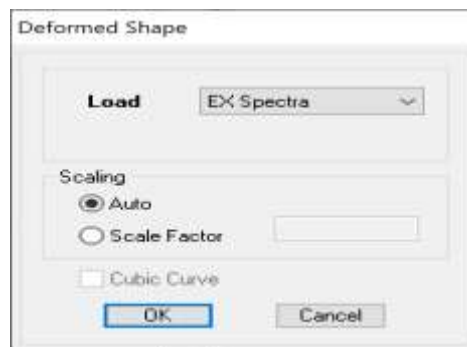 Deformed Shape
Load EX Spectra
Scaling
Auto
Scale Factor
Cubic Curve
OK Cancel